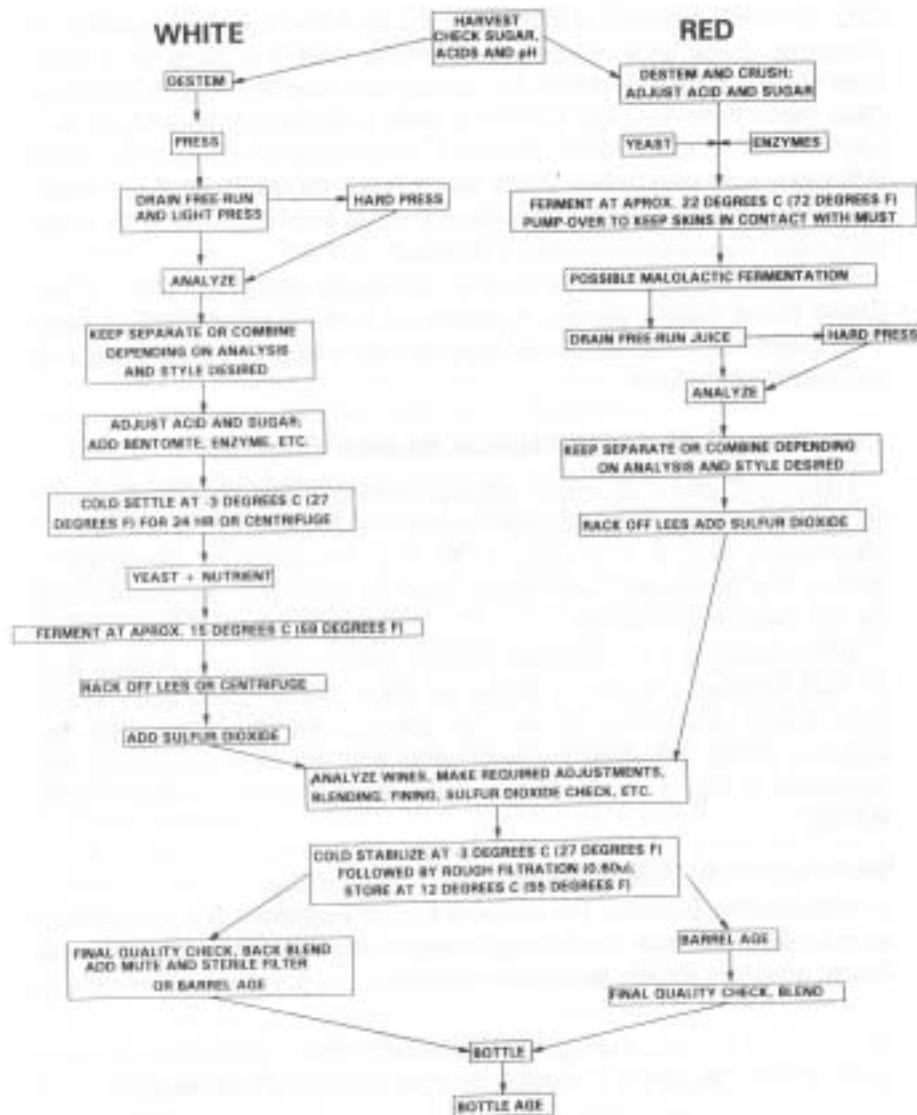 WHITE
HARVEST
CHECK SUGAR,
ACIDS AND pH
RED
DESTEM
DESTEM AND CRUSH;
ADJUST ACID AND SUGAR
PRESS
YEAST
ENZYMES
DRAIN FREE-RUN
AND LIGHT PRESS
HARD PRESS
FERMENT AT APROX. 22 DEGREES C (72 DEGREES F)
PUMP-OVER TO KEEP SKINS IN CONTACT WITH MUST
ANALYZE
POSSIBLE MALOLACTIC FERMENTATION
KEEP SEPARATE OR COMBINE
DEPENDING ON ANALYSIS
AND STYLE DESIRED
DRAIN FREE-RUN JUICE
HARD PRESS
ANALYZE
ADJUST ACID AND SUGAR;
ADD BENTOMITE, ENZYME, ETC.
KEEP SEPARATE OR COMBINE DEPENDING
ON ANALYSIS AND STYLE DESIRED
COLD SETTLE AT -3 DEGREES C (27
DEGREES F) FOR 24 HR OR CENTRIFUGE
RACK OFF LEES ADD SULFUR DIOXIDE
YEAST + NUTRIENT
FERMENT AT APROX. 15 DEGREES C (59 DEGREES F)
RACK OFF LEES OR CENTRIFUGE
ADD SULFUR DIOXIDE
ANALYZE WINES, MAKE REQUIRED ADJUSTMENTS,
BLENDING, FINING, SULFUR DIOXIDE CHECK, ETC.
COLD STABILIZE AT -3 DEGREES C (27 DEGREES F)
FOLLOWED BY ROUGH FILTRATION (0.60u);
STORE AT 12 DEGREES C (55 DEGREES F)
FINAL QUALITY CHECK, BACK BLEND
ADD MUTE AND STERILE FILTER
OR BARREL AGE
BARREL AGE
FINAL QUALITY CHECK, BLEND
BOTTLE
BOTTLE AGE